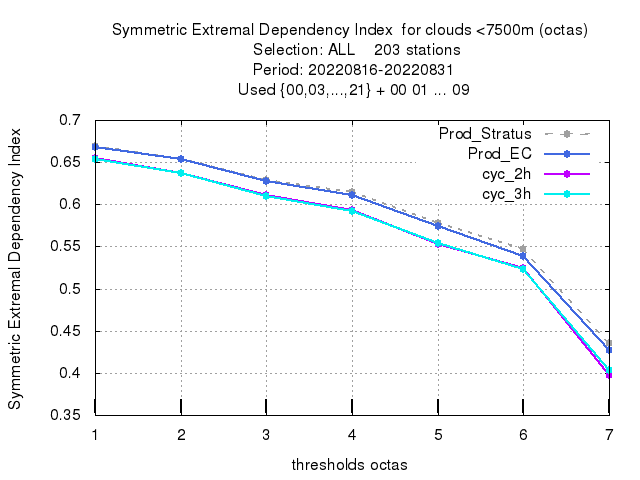 Symmetric Extremal Dependency Index  for clouds <7500m (octas)
Selection: ALL    203 stations
Period: 20220816-20220831
Used {00,03,...,21} + 00 01 ... 09
Symmetric Extremal Dependency Index
0.7
0.65
0.6
0.55
0.5
0.45
0.4
0.35
Prod_Stratus
Prod_EC
cyc_2h
cyc_3h
1 2 3 4 5 6 7
thresholds octas